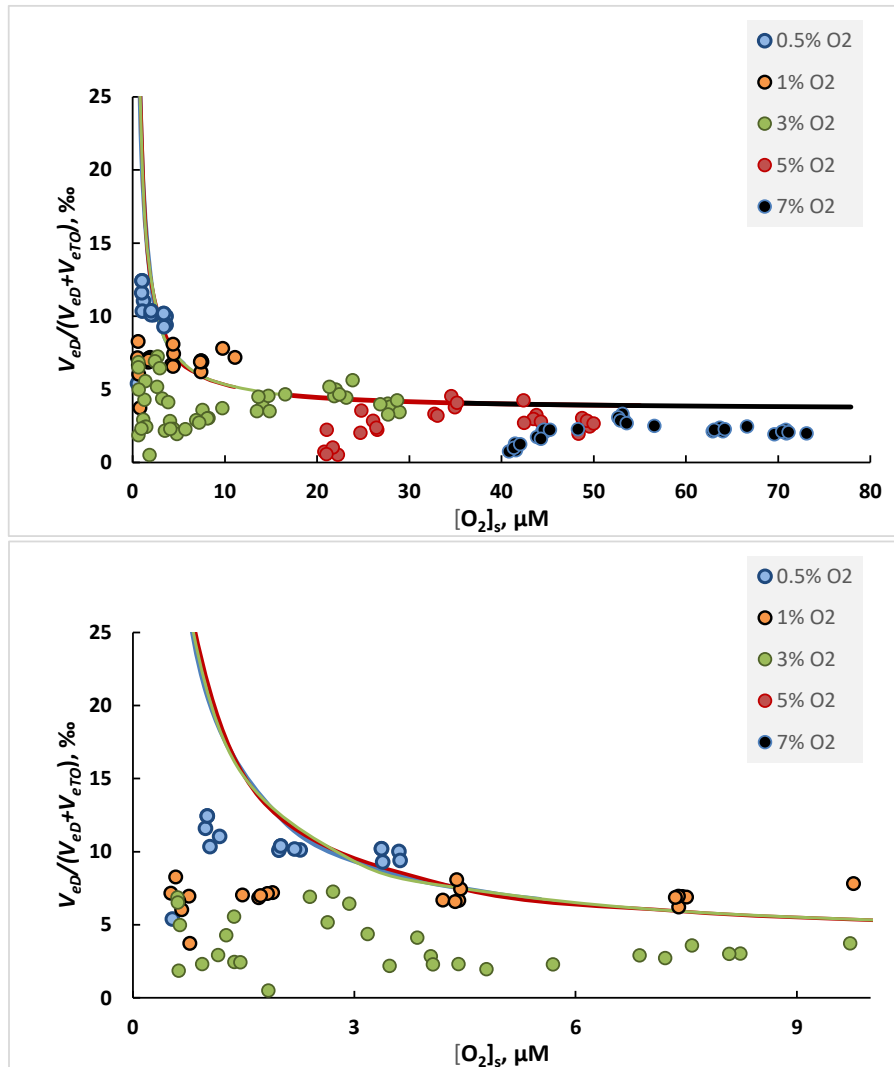 0.5% O2
1% O2
3% O2
5% O2
7% O2
25
20
15
10
5
0
V_eD/(V_eD+V_eTO), ‰
0 10 20 30 40 50 60 70 80
[O₂]ₛ, µM
0.5% O2
1% O2
3% O2
5% O2
7% O2
25
20
15
10
5
0
V_eD/(V_eD+V_eTO), ‰
0 3 6 9
[O₂]ₛ, µM